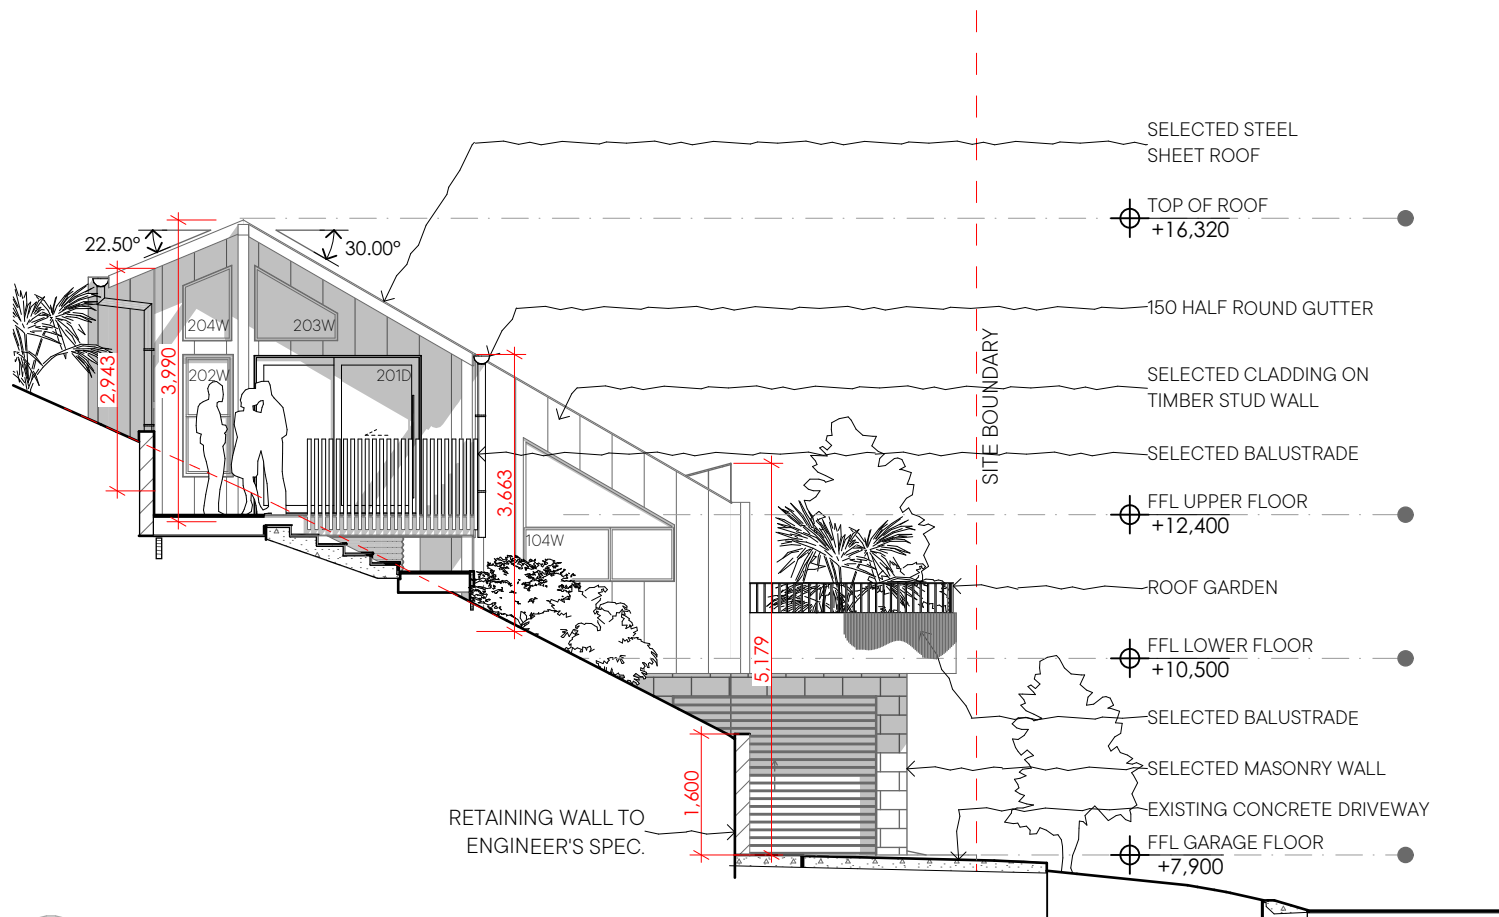 SELECTED STEEL
SHEET ROOF
TOP OF ROOF
+16,320
22.50°
30.00°
150 HALF ROUND GUTTER
204W
203W
SITE BOUNDARY
2,943
3,990
202W
201D
SELECTED CLADDING ON
TIMBER STUD WALL
SELECTED BALUSTRADE
3,663
FFL UPPER FLOOR
+12,400
104W
ROOF GARDEN
5,179
FFL LOWER FLOOR
+10,500
SELECTED BALUSTRADE
SELECTED MASONRY WALL
1,600
RETAINING WALL TO
ENGINEER'S SPEC.
EXISTING CONCRETE DRIVEWAY
FFL GARAGE FLOOR
+7,900